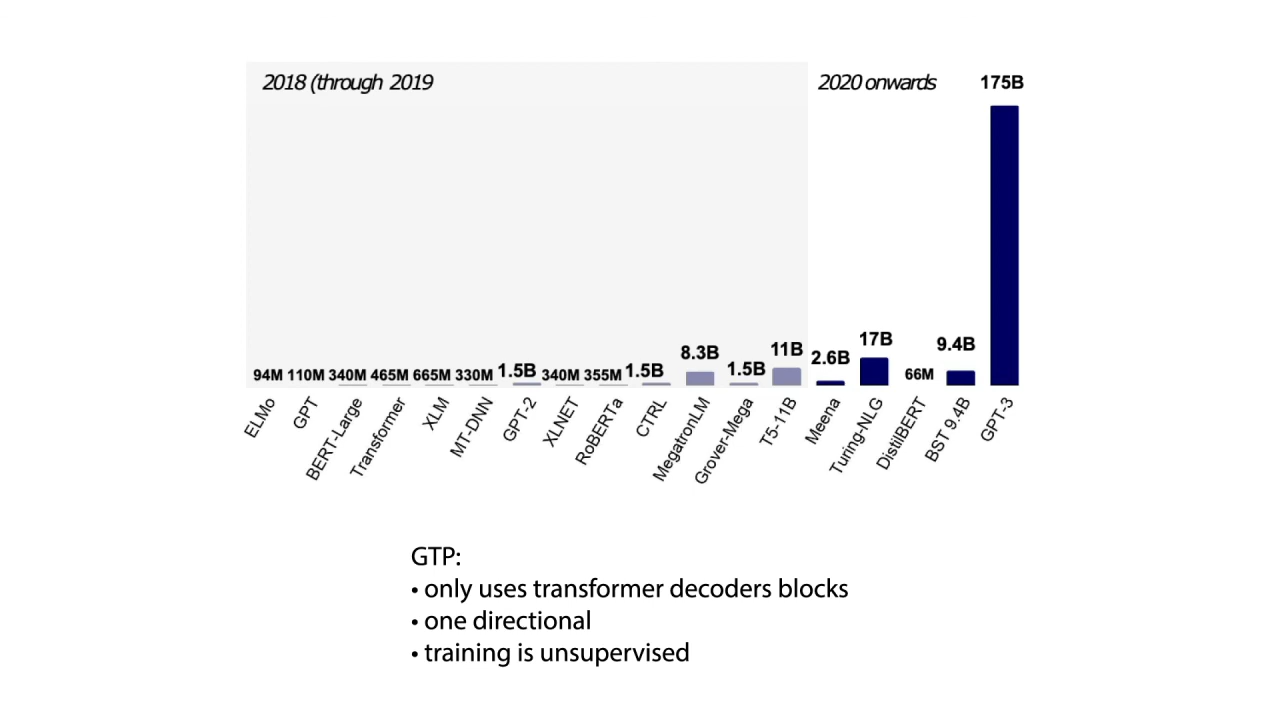 2018 (through 2019
2020 onwards
175B
94M 110M 340M 465M 665M 330M 1.5B 340M 355M 1.5B 8.3B 1.5B 11B 2.6B 17B 66M 9.4B
ELMo
GPT
BERT-Large
Transformer
XLM
MT-DNN
GPT-2
XLNET
RoBERTa
CTRL
MegatronLM
Grover-Mega
T5-11B
Meena
Turing-NLG
DistilBERT
BST 9.4B
GPT-3
GTP:
• only uses transformer decoders blocks
• one directional
• training is unsupervised